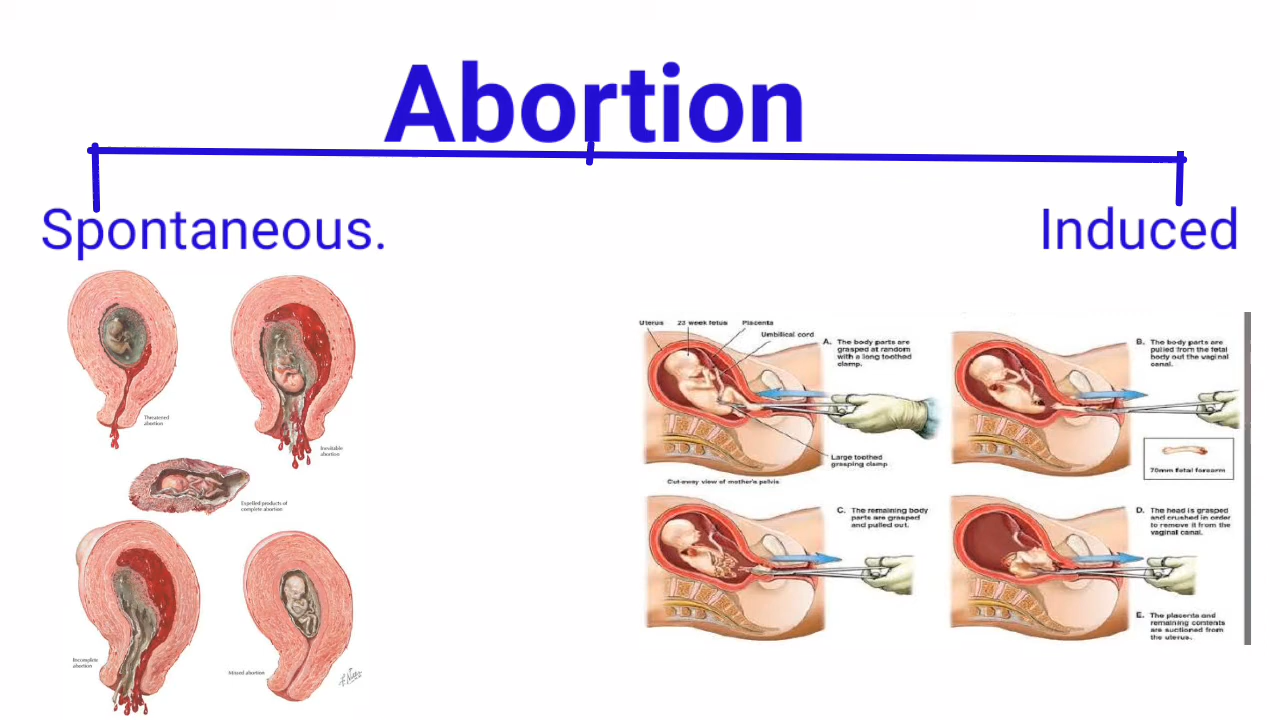 Abortion
Spontaneous.
Induced
Threatened
abortion
Inevitable
abortion
Expelled products of
complete abortion
Incomplete
abortion
Missed abortion
Uterus
23 week fetus
Placenta
Umbilical cord
A. The body parts are
grasped at random
with a long toothed
clamp.
Large toothed
grasping clamp
Cut-away view of mother's pelvis
B. The body parts are
pulled from the fetal
body out the vaginal
canal.
70mm fetal forearm
C. The remaining body
parts are grasped
and pulled out.
D. The head is grasped
and crushed in order
to remove it from the
vaginal canal.
E. The placenta and
remaining contents
are suctioned from
the uterus.